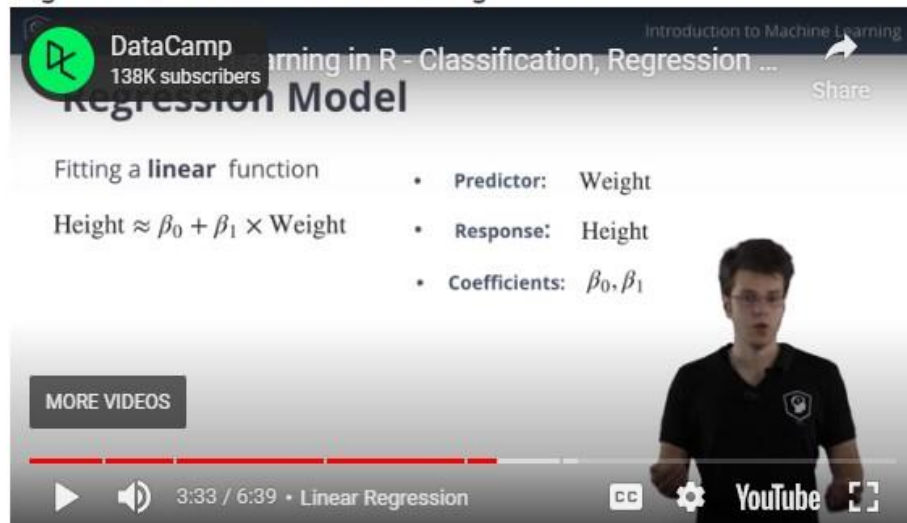 Introduction to Machine Learning
DataCamp
138K subscribers
arning in R - Classification, Regression ...
Share
Regression Model
Fitting a linear function
Height ≈ β₀ + β₁ × Weight
• Predictor: Weight
• Response: Height
• Coefficients: β₀, β₁
MORE VIDEOS
3:33 / 6:39 • Linear Regression
CC
YouTube